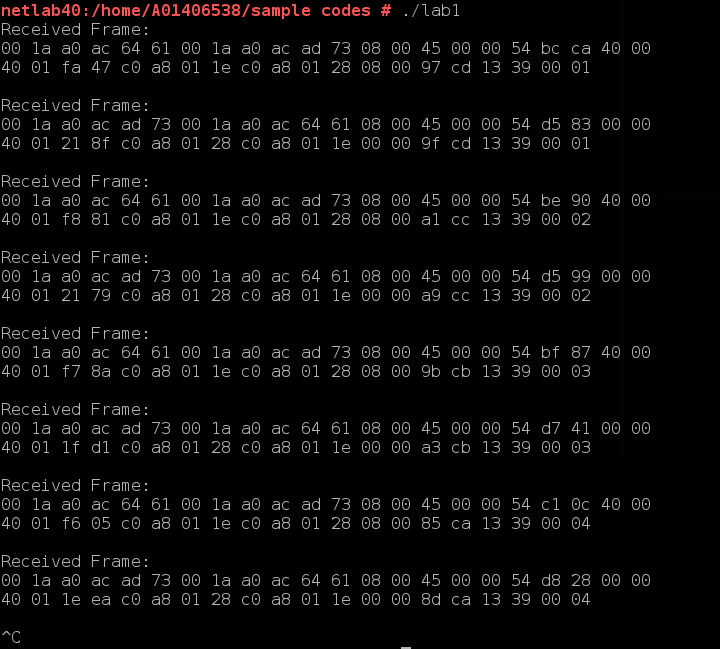 netlab40:/home/A01406538/sample codes # ./lab1
Received Frame:
00 1a a0 ac 64 61 00 1a a0 ac ad 73 08 00 45 00 00 54 bc ca 40 00
40 01 fa 47 c0 a8 01 1e c0 a8 01 28 08 00 97 cd 13 39 00 01
Received Frame:
00 1a a0 ac ad 73 00 1a a0 ac 64 61 08 00 45 00 00 54 d5 83 00 00
40 01 21 8f c0 a8 01 28 c0 a8 01 1e 00 00 9f cd 13 39 00 01
Received Frame:
00 1a a0 ac 64 61 00 1a a0 ac ad 73 08 00 45 00 00 54 be 90 40 00
40 01 f8 81 c0 a8 01 1e c0 a8 01 28 08 00 a1 cc 13 39 00 02
Received Frame:
00 1a a0 ac ad 73 00 1a a0 ac 64 61 08 00 45 00 00 54 d5 99 00 00
40 01 21 79 c0 a8 01 28 c0 a8 01 1e 00 00 a9 cc 13 39 00 02
Received Frame:
00 1a a0 ac 64 61 00 1a a0 ac ad 73 08 00 45 00 00 54 bf 87 40 00
40 01 f7 8a c0 a8 01 1e c0 a8 01 28 08 00 9b cb 13 39 00 03
Received Frame:
00 1a a0 ac ad 73 00 1a a0 ac 64 61 08 00 45 00 00 54 d7 41 00 00
40 01 1f d1 c0 a8 01 28 c0 a8 01 1e 00 00 a3 cb 13 39 00 03
Received Frame:
00 1a a0 ac 64 61 00 1a a0 ac ad 73 08 00 45 00 00 54 c1 0c 40 00
40 01 f6 05 c0 a8 01 1e c0 a8 01 28 08 00 85 ca 13 39 00 04
Received Frame:
00 1a a0 ac ad 73 00 1a a0 ac 64 61 08 00 45 00 00 54 d8 28 00 00
40 01 1e ea c0 a8 01 28 c0 a8 01 1e 00 00 8d ca 13 39 00 04
^C